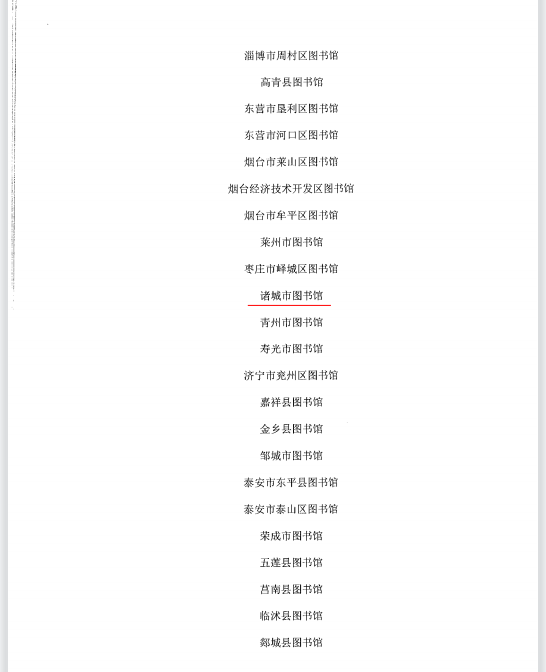 淄博市周村区图书馆
高青县图书馆
东营市垦利区图书馆
东营市河口区图书馆
烟台市莱山区图书馆
烟台经济技术开发区图书馆
烟台市牟平区图书馆
莱州市图书馆
枣庄市峄城区图书馆
诸城市图书馆
青州市图书馆
寿光市图书馆
济宁市兖州区图书馆
嘉祥县图书馆
金乡县图书馆
邹城市图书馆
泰安市东平县图书馆
泰安市泰山区图书馆
荣成市图书馆
五莲县图书馆
莒南县图书馆
临沭县图书馆
郯城县图书馆